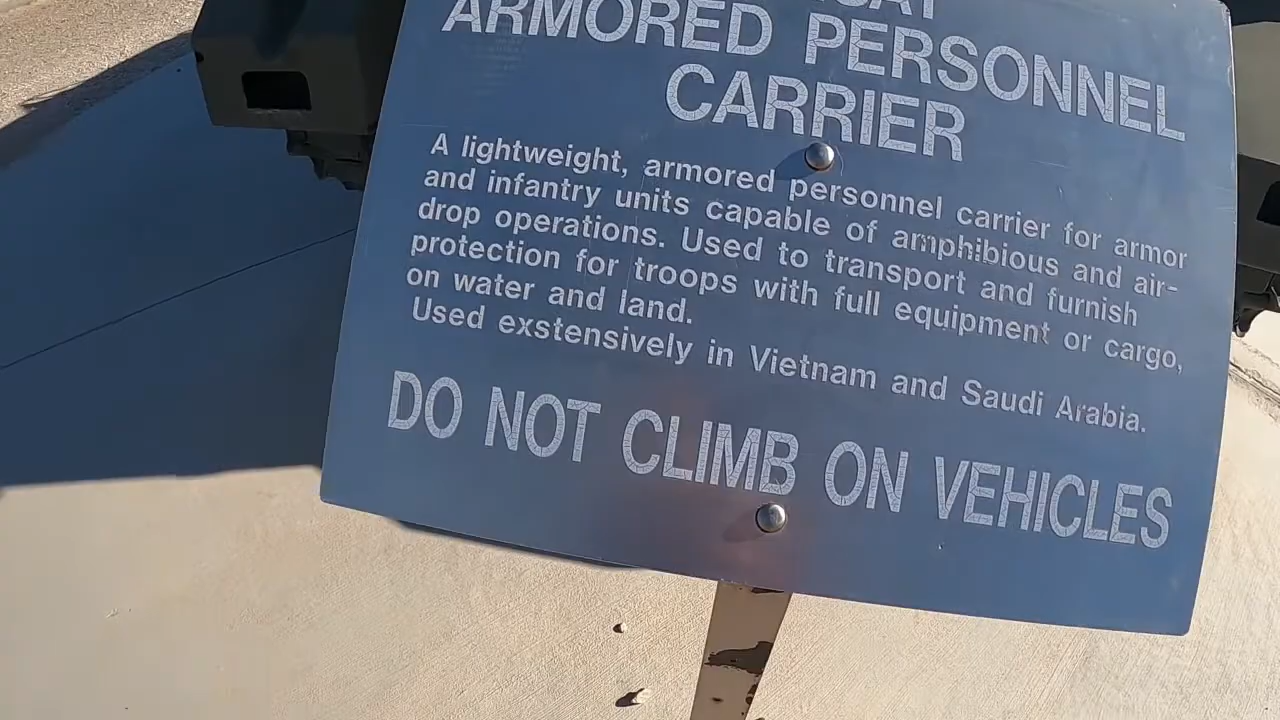 ARMORED PERSONNEL
CARRIER
A lightweight, armored personnel carrier for armor
and infantry units capable of amphibious and air-
drop operations. Used to transport and furnish
protection for troops with full equipment or cargo,
on water and land.
Used exstensively in Vietnam and Saudi Arabia.
DO NOT CLIMB ON VEHICLES